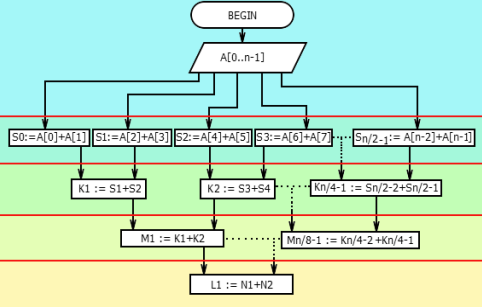 BEGIN
A[0..n-1]
S0:=A[0]+A[1]
S1:=A[2]+A[3]
S2:=A[4]+A[5]
S3:=A[6]+A[7]
Sn/2-1:= A[n-2]+A[n-1]
K1 := S1+S2
K2 := S3+S4
Kn/4-1 := Sn/2-2+Sn/2-1
M1 := K1+K2
Mn/8-1 := Kn/4-2+Kn/4-1
L1 := N1+N2